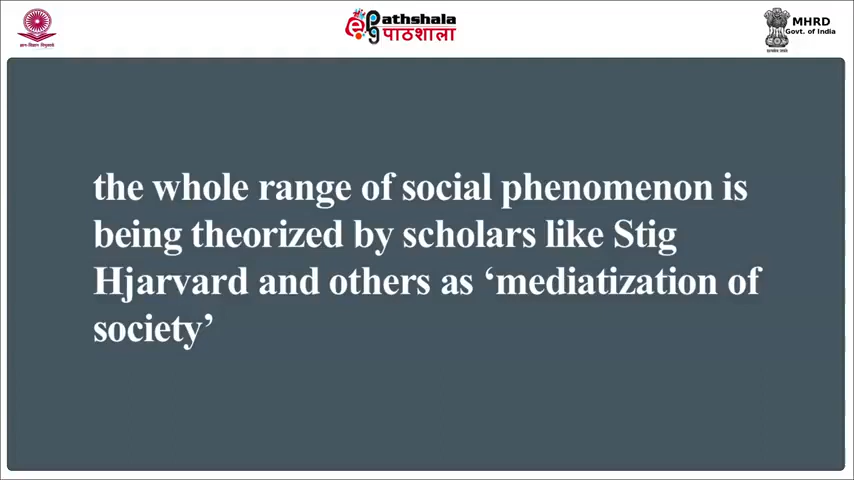 ePathshala
पाठशाला
MHRD
Govt. of India
the whole range of social phenomenon is
being theorized by scholars like Stig
Hjarvard and others as ‘mediatization of
society’